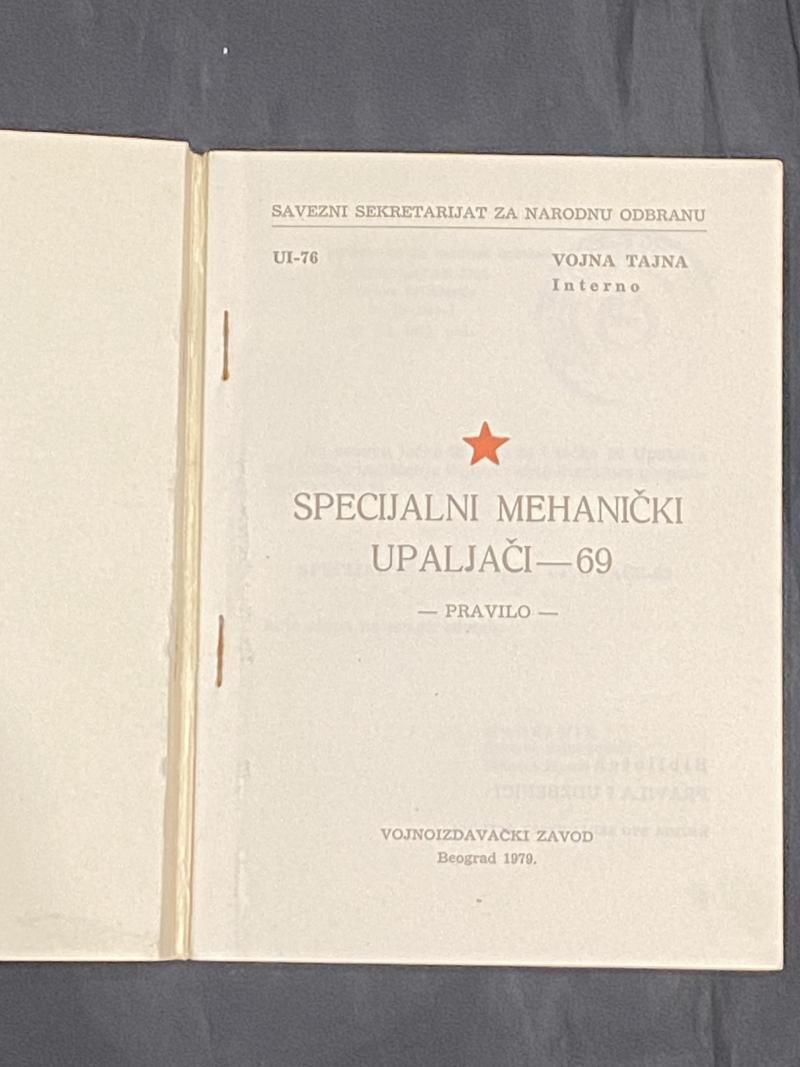 SAVEZNI SEKRETARIJAT ZA NARODNU ODBRANU
UI-76
VOJNA TAJNA
Interno
SPECIJALNI MEHANIČKI
UPALJAČI—69
— PRAVILO —
VOJNOIZDAVAČKI ZAVOD
Beograd 1979.